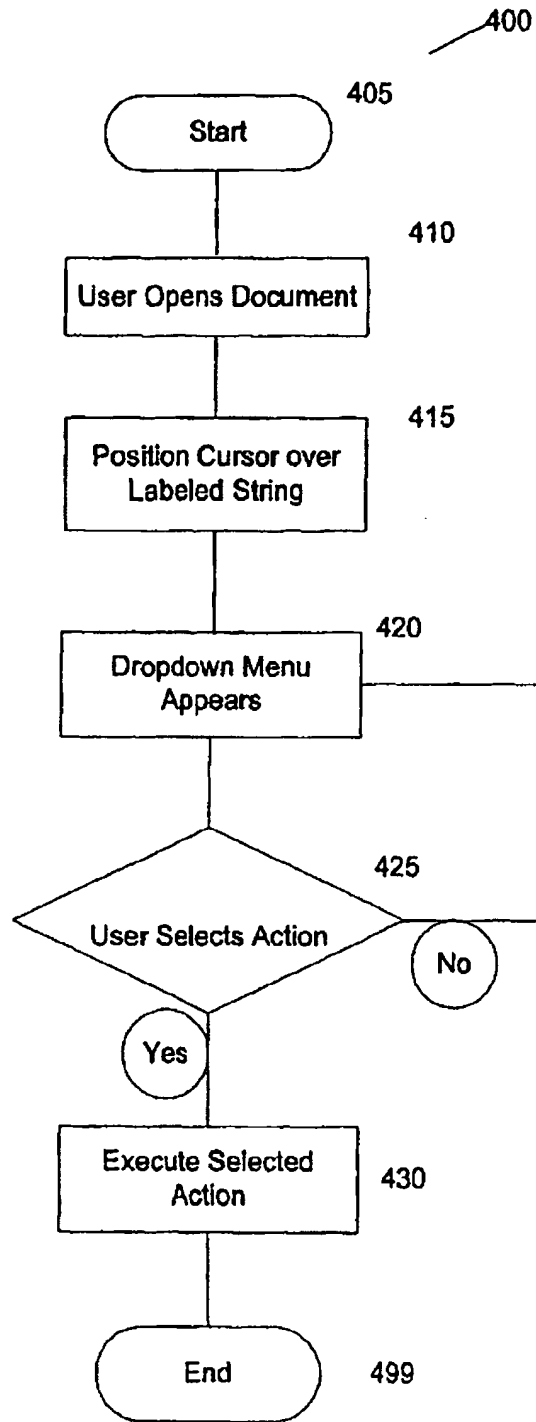 400
405
Start
410
User Opens Document
415
Position Cursor over
Labeled String
420
Dropdown Menu
Appears
425
User Selects Action
No
Yes
Execute Selected
Action
430
End
499